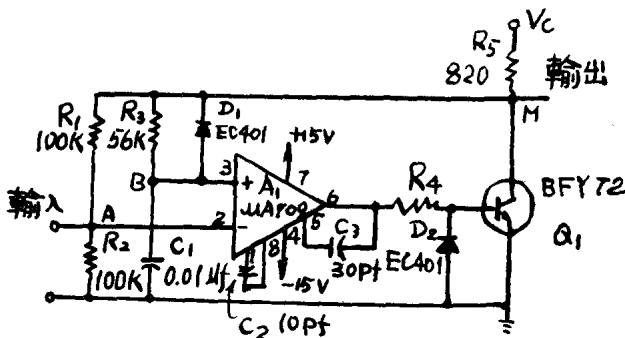 Vc
R5
820
輸出
M
R1
100K
R3
56K
D1
EC401
+15V
B
3
+
A1
7
μA709
6
R4
BFY72
輸入
A
2
-
5
C3
D2
Q1
R2
100K
C1
0.01μf
1
8
4
30pf
EC401
-15V
C2 10pf